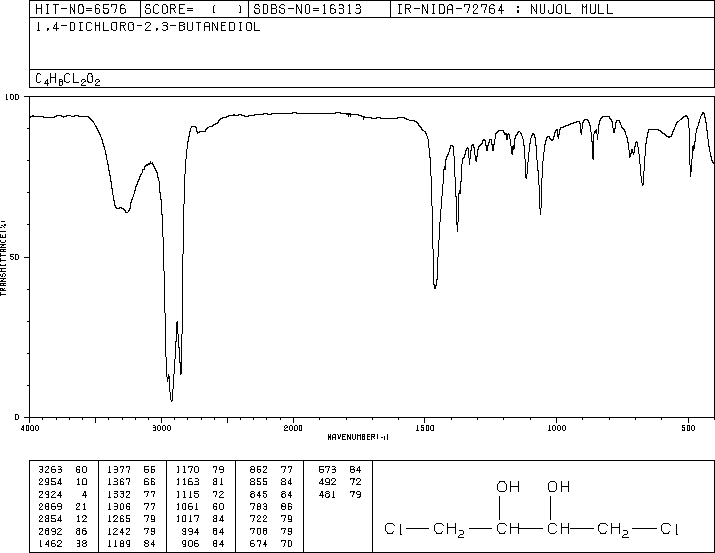 HIT-NO=6576 SCORE= ( ) SDBS-NO=16313 IR-NIDA-72764 : NUJOL MULL
1,4-DICHLORO-2,3-BUTANEDIOL
C4H8CL2O2
100
50
0
TRANSMITTANCE(%)
4000 3000 2000 1500 1000 500
WAVENUMBER(-1)
3263 60 1377 56 1170 79 862 77 673 84
2954 10 1367 66 1163 81 855 84 492 72
2924 4 1332 77 1115 72 845 84 481 79
2869 21 1306 77 1061 60 783 86
2854 12 1265 79 1017 84 722 79
2692 86 1242 79 994 84 708 79
1462 38 1189 84 906 84 674 70
OH OH
Cl—CH2—CH—CH—CH2—Cl